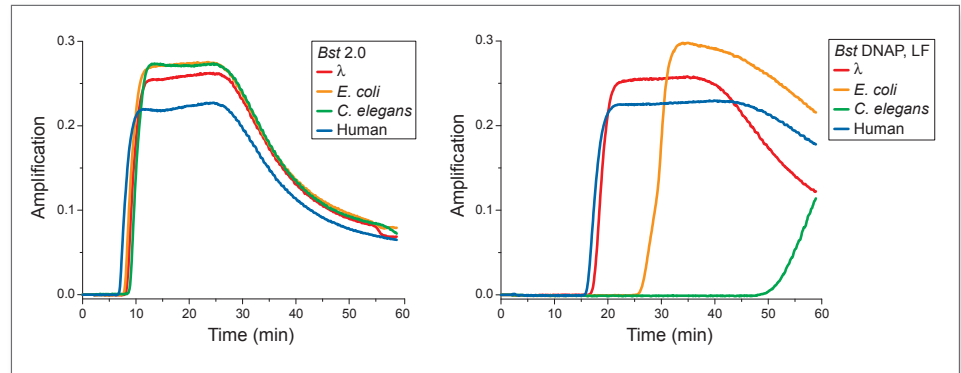 0.3
0.2
0.1
0.0
Amplification
0 10 20 30 40 50 60
Time (min)
Bst 2.0
λ
E. coli
C. elegans
Human
0.3
0.2
0.1
0.0
Amplification
0 10 20 30 40 50 60
Time (min)
Bst DNAP, LF
λ
E. coli
C. elegans
Human